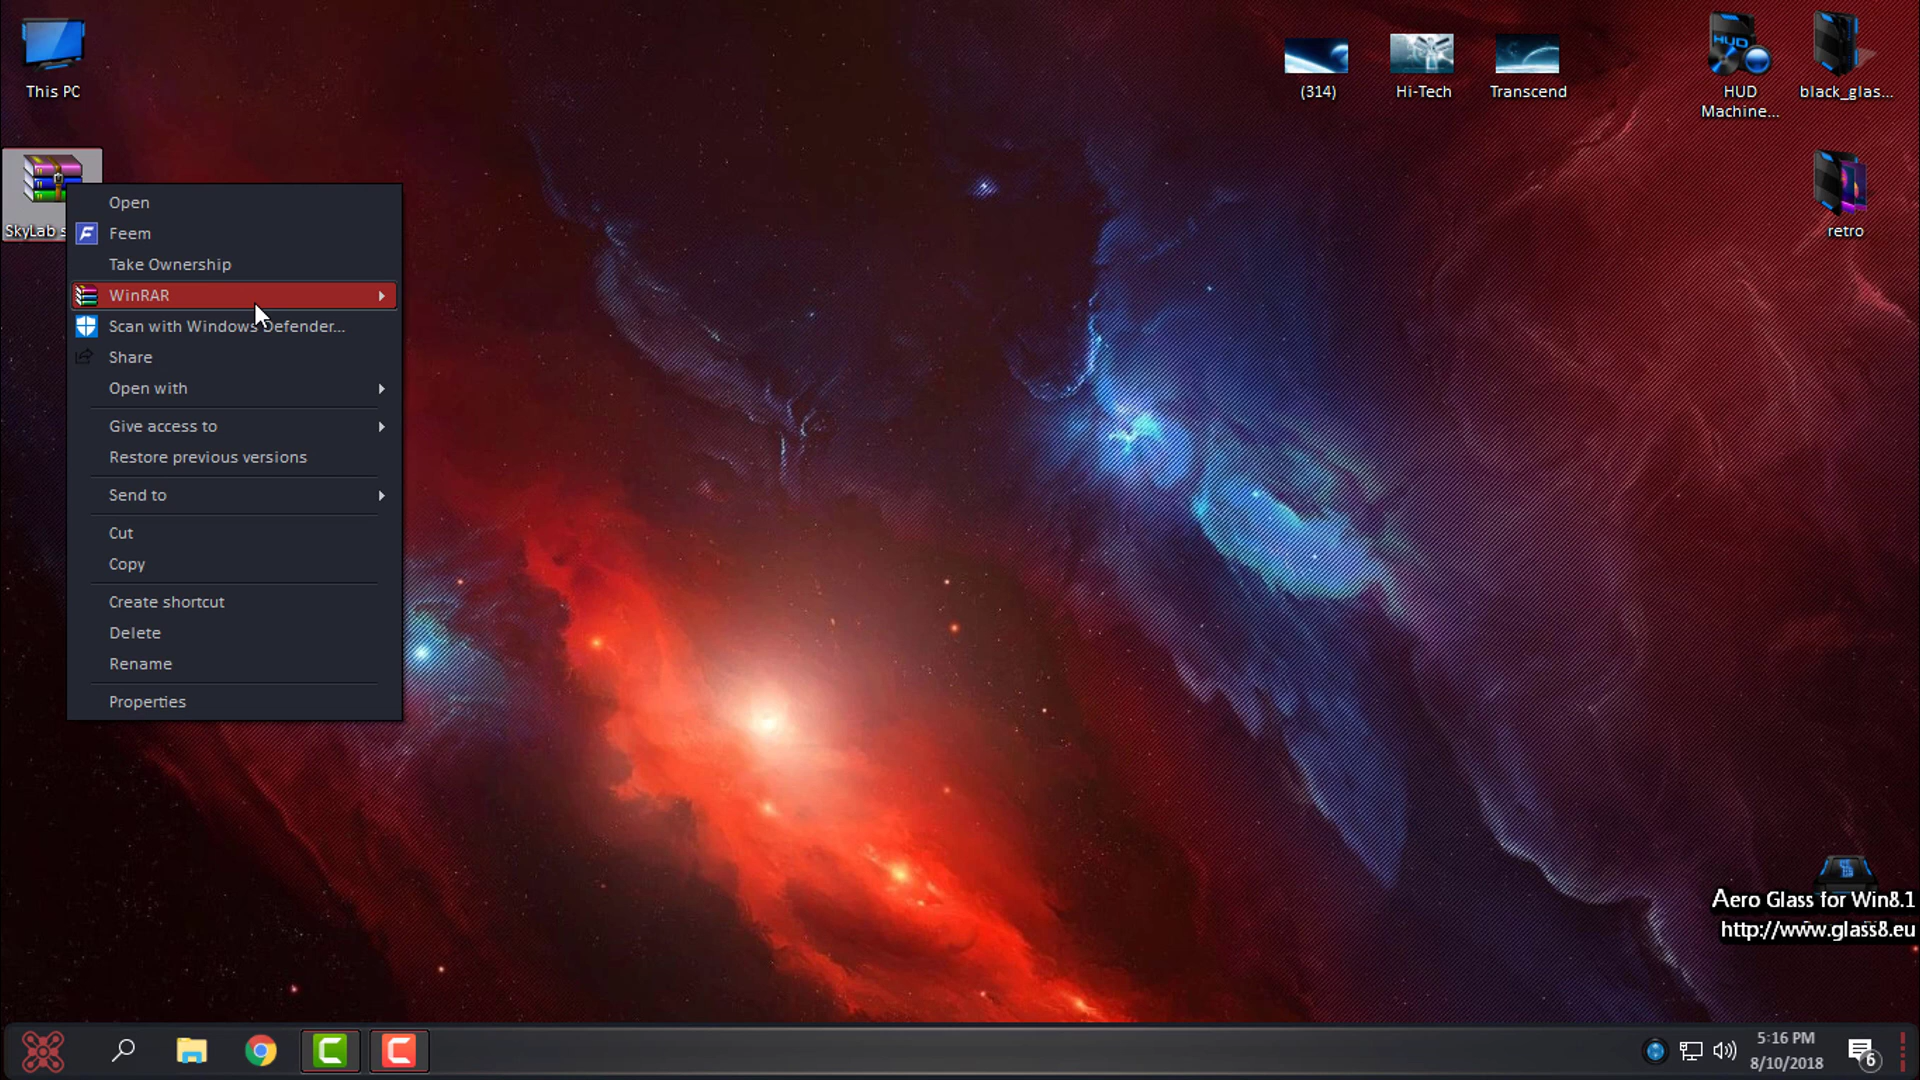 This PC
(314)
Hi-Tech
Transcend
HUD
Machine...
black_glas...
HUD
SkyLab s
retro
Open
Feem
Take Ownership
WinRAR
Scan with Windows Defender...
Share
Open with
Give access to
Restore previous versions
Send to
Cut
Copy
Create shortcut
Delete
Rename
Properties
Aero Glass for Win8.1
http://www.glass8.eu
5:16 PM
8/10/2018
6